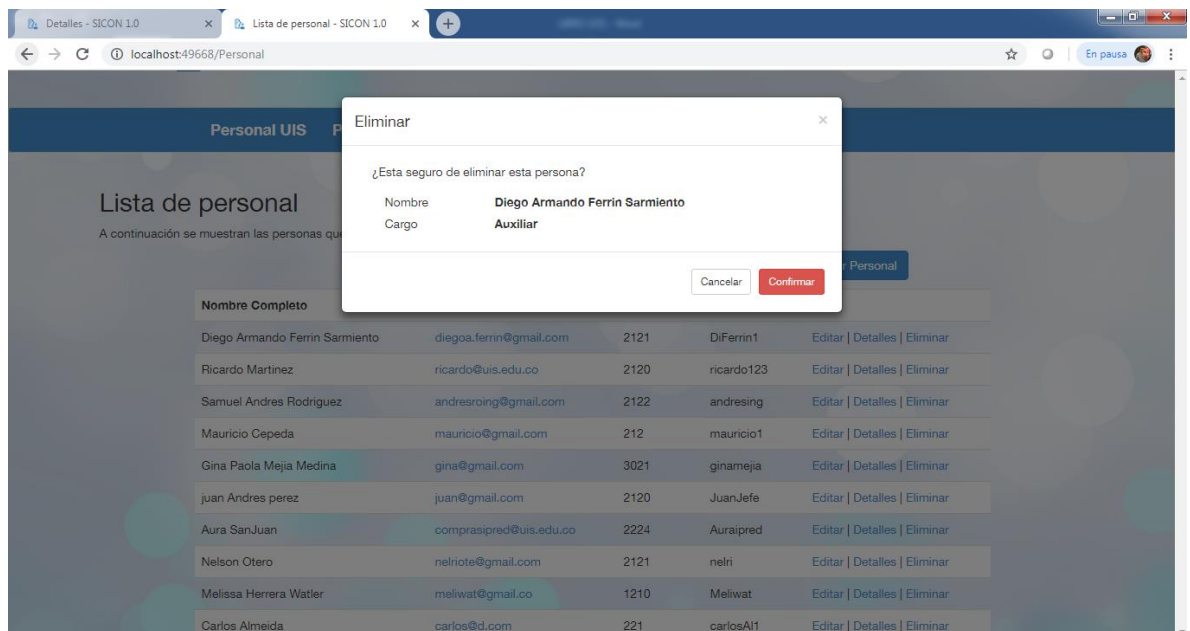 Detalles - SICON 1.0
Lista de personal - SICON 1.0
localhost:49668/Personal
En pausa
Personal UIS P
Eliminar
¿Esta seguro de eliminar esta persona?
Nombre Diego Armando Ferrin Sarmiento
Cargo Auxiliar
Cancelar Confirmar
Lista de personal
A continuación se muestran las personas que
r Personal
Nombre Completo
Diego Armando Ferrin Sarmiento diegoa.ferrin@gmail.com 2121 DiFerrin1 Editar | Detalles | Eliminar
Ricardo Martinez ricardo@uis.edu.co 2120 ricardo123 Editar | Detalles | Eliminar
Samuel Andres Rodriguez andresroing@gmail.com 2122 andresing Editar | Detalles | Eliminar
Mauricio Cepeda mauricio@gmail.com 212 mauricio1 Editar | Detalles | Eliminar
Gina Paola Mejia Medina gina@gmail.com 3021 ginamejia Editar | Detalles | Eliminar
juan Andres perez juan@gmail.com 2120 JuanJefe Editar | Detalles | Eliminar
Aura SanJuan comprasipred@uis.edu.co 2224 Auraipred Editar | Detalles | Eliminar
Nelson Otero nelriote@gmail.com 2121 nelri Editar | Detalles | Eliminar
Melissa Herrera Watler meliwat@gmail.co 1210 Meliwat Editar | Detalles | Eliminar
Carlos Almeida carlos@d.com 221 carlosAl1 Editar | Detalles | Eliminar